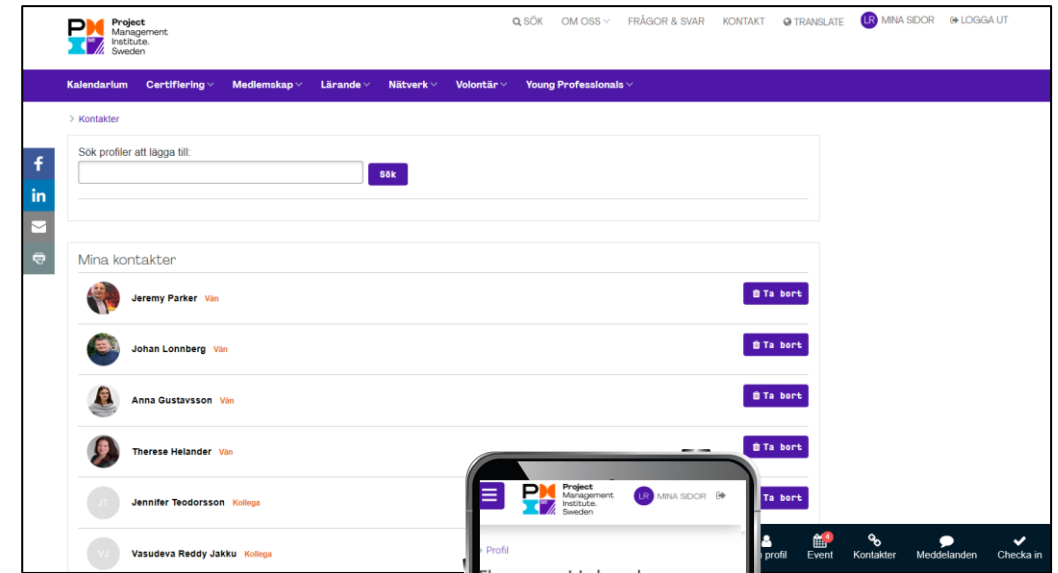 Project
Management
Institute.
Sweden
SÖK OM OSS FRÅGOR & SVAR KONTAKT TRANSLATE LR MINA SIDOR LOGGA UT
Kalendarium Certifiering Medlemskap Lärande Nätverk Volontär Young Professionals
> Kontakter
Sök profiler att lägga till:
Sök
Mina kontakter
Jeremy Parker Vän Ta bort
Johan Lonnberg Vän Ta bort
Anna Gustavsson Vän Ta bort
Therese Helander Vän Ta bort
JT Jennifer Teodorsson Kollega Ta bort
VJ Vasudeva Reddy Jakku Kollega
Project
Management
Institute.
Sweden
LR MINA SIDOR
> Profil
profil Event 4 Kontakter Meddelanden Checka in